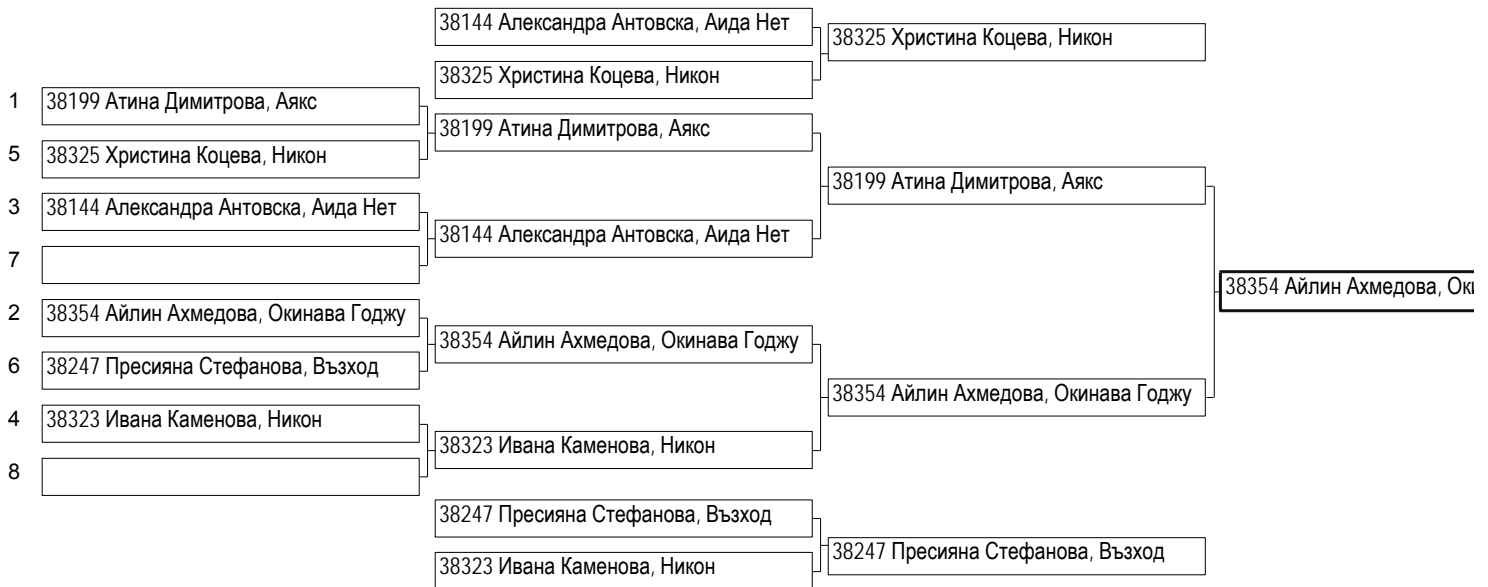 38144 Александра Антовска, Аида Нет
38325 Христина Коцева, Никон
38325 Христина Коцева, Никон
1 38199 Атина Димитрова, Аякс
38199 Атина Димитрова, Аякс
5 38325 Христина Коцева, Никон
38199 Атина Димитрова, Аякс
3 38144 Александра Антовска, Аида Нет
38144 Александра Антовска, Аида Нет
7
38354 Айлин Ахмедова,
2 38354 Айлин Ахмедова, Окинава Годжу
38354 Айлин Ахмедова, Окинава Годжу
6 38247 Пресияна Стефанова, Възход
38354 Айлин Ахмедова, Окинава Годжу
4 38323 Ивана Каменова, Никон
38323 Ивана Каменова, Никон
8
38247 Пресияна Стефанова, Възход
38247 Пресияна Стефанова, Възход
38323 Ивана Каменова, Никон